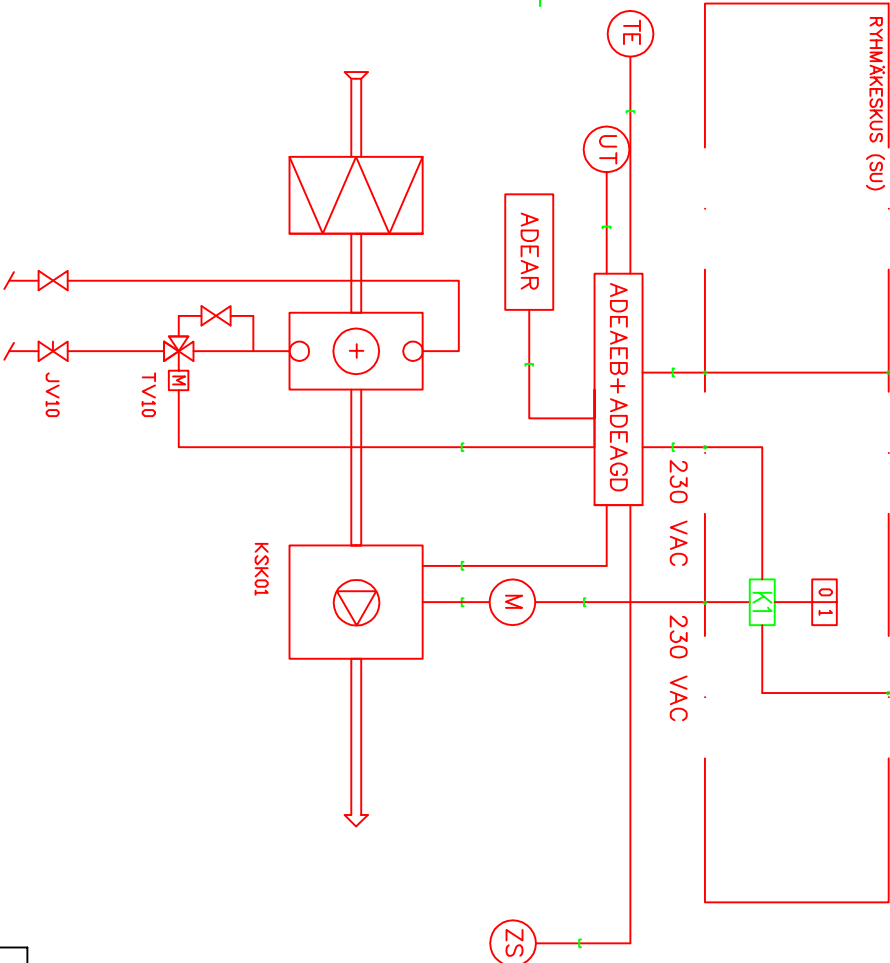 RYHMÄKESKUS (SU)
TE
UT
ADEAR
ADEAEB+ADEAGD
230 VAC
230 VAC
K1
0 1
M
TV10
JV10
M
KSK01
ZS